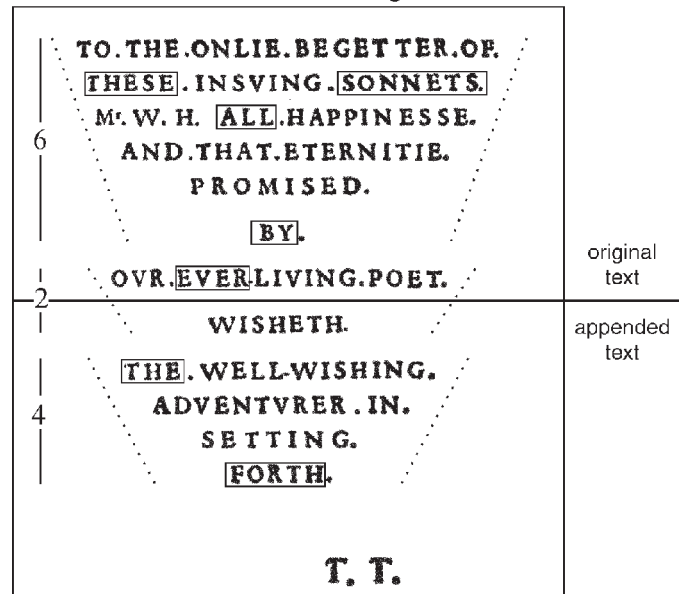 TO.THE.ONLIE.BEGETTER.OF.
THESE.INSVING.SONNETS.
Mr. W. H. ALL.HAPPINESSE.
AND.THAT.ETERNITIE.
PROMISED.
6
BY.
OVR.EVER-LIVING.POET.
original
text
2
WISHETH.
appended
text
THE.WELL-WISHING.
ADVENTVRER.IN.
4
SETTING.
FORTH.
T. T.